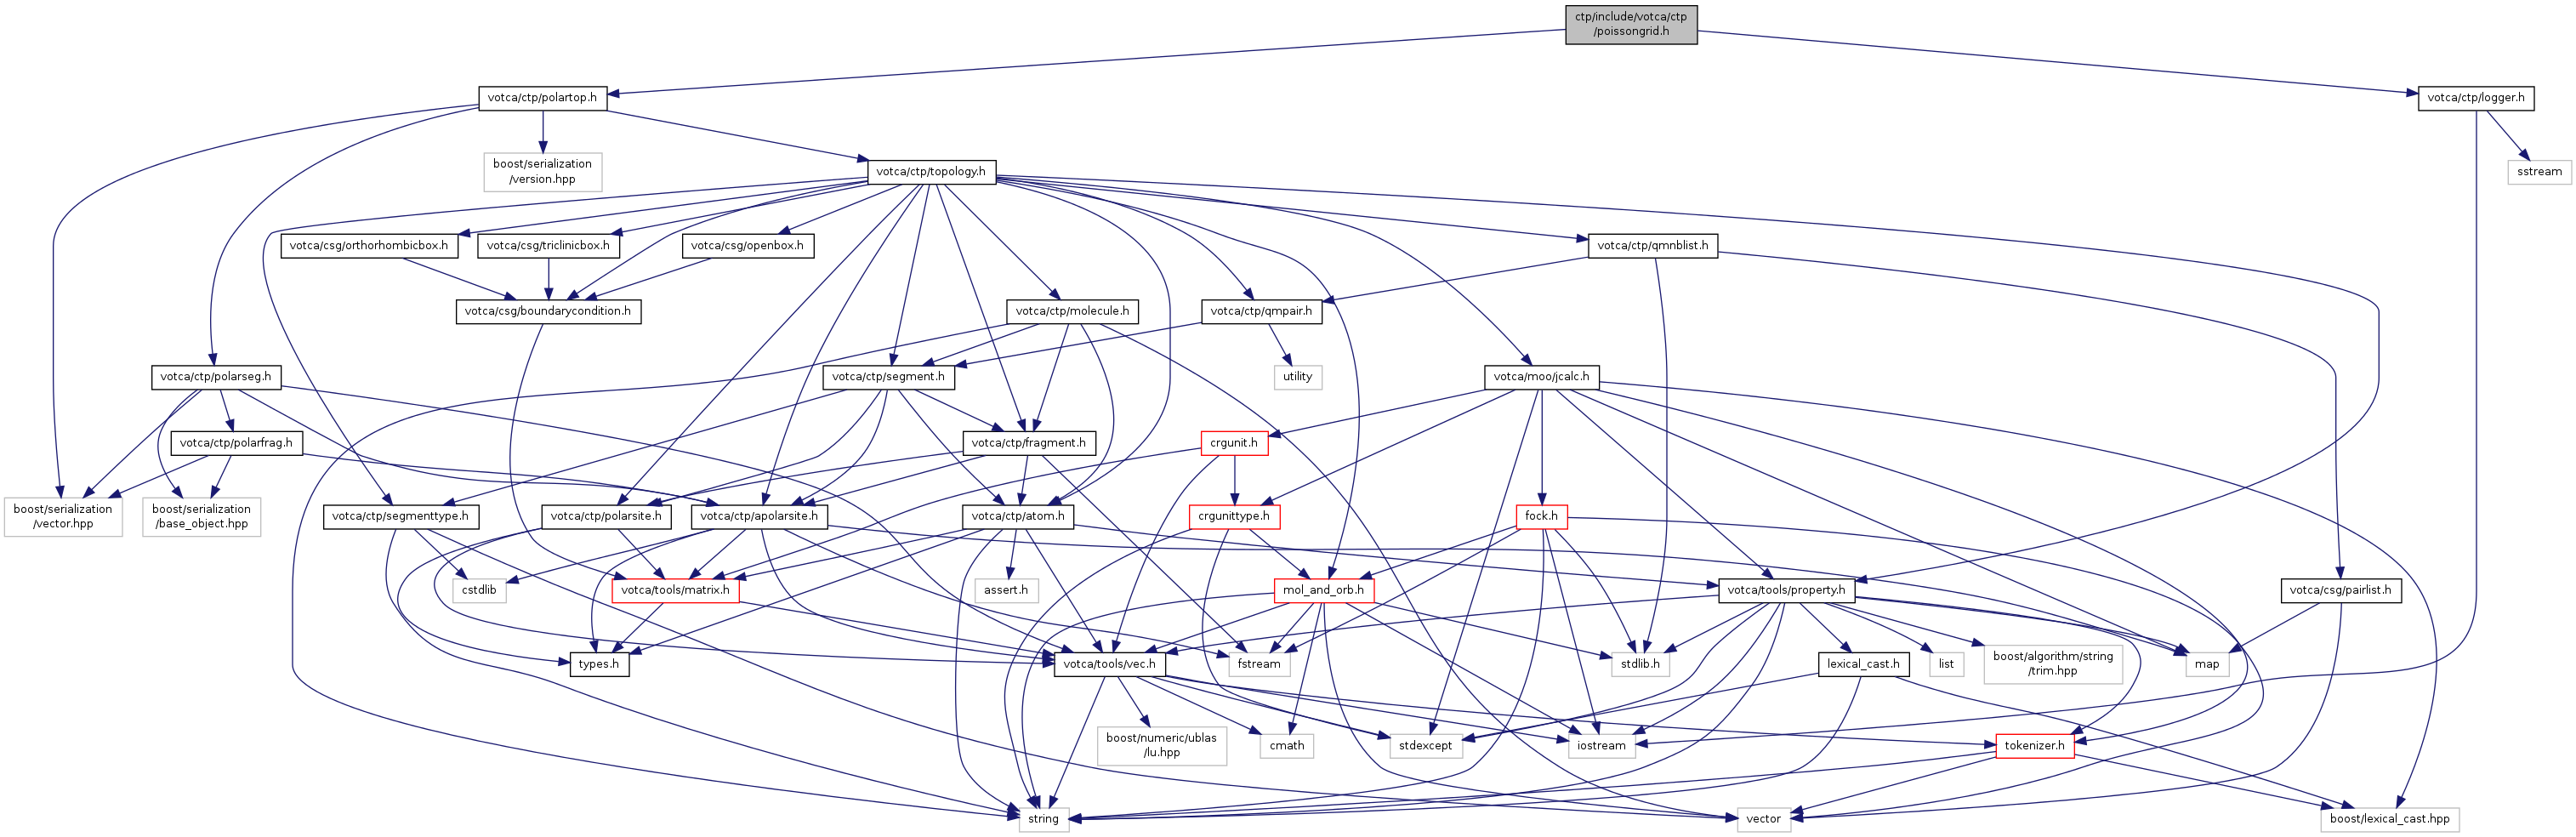 ctp/include/votca/ctp
/poissongrid.h
votca/ctp/polartop.h
votca/ctp/logger.h
boost/serialization
/version.hpp
votca/ctp/topology.h
sstream
votca/csg/orthorhombicbox.h
votca/csg/triclinicbox.h
votca/csg/openbox.h
votca/ctp/qmnblist.h
votca/csg/boundarycondition.h
votca/ctp/molecule.h
votca/ctp/qmpair.h
votca/ctp/polarseg.h
votca/ctp/segment.h
utility
votca/moo/jcalc.h
votca/ctp/polarfrag.h
votca/ctp/fragment.h
crgunit.h
boost/serialization
/vector.hpp
boost/serialization
/base_object.hpp
votca/ctp/segmenttype.h
votca/ctp/polarsite.h
votca/ctp/apolarsite.h
votca/ctp/atom.h
crgunittype.h
fock.h
cstdlib
votca/tools/matrix.h
assert.h
mol_and_orb.h
votca/tools/property.h
votca/csg/pairlist.h
types.h
votca/tools/vec.h
fstream
stdlib.h
lexical_cast.h
list
boost/algorithm/string
/trim.hpp
map
boost/numeric/ublas
/lu.hpp
cmath
stdexcept
iostream
tokenizer.h
string
vector
boost/lexical_cast.hpp